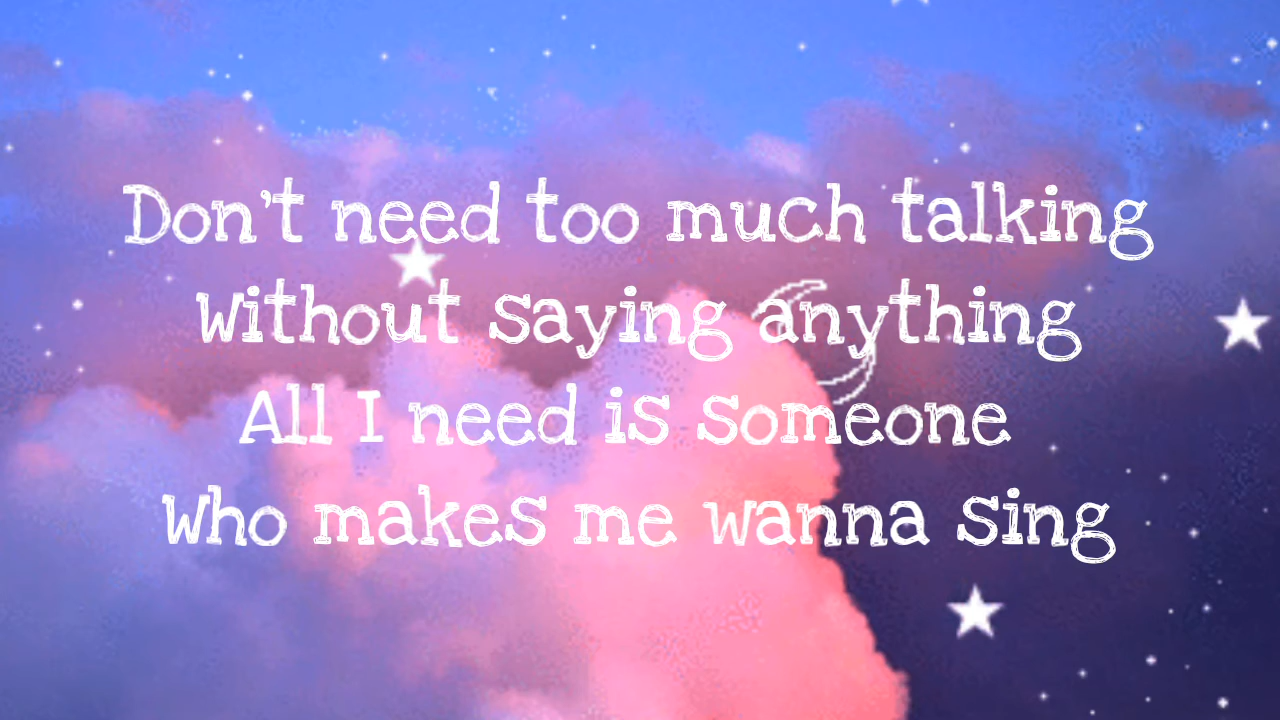 Don't need too much talking
Without saying anything
All I need is someone
Who makes me wanna sing